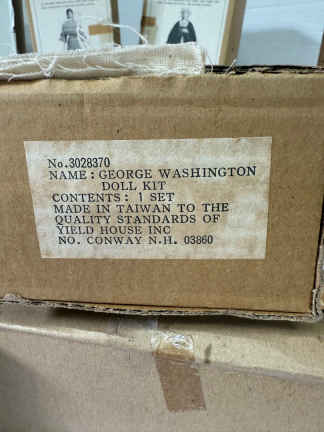 No.3028370
NAME : GEORGE WASHINGTON
DOLL KIT
CONTENTS : 1 SET
MADE IN TAIWAN TO THE
QUALITY STANDARDS OF
YIELD HOUSE INC
NO. CONWAY N.H. 03860